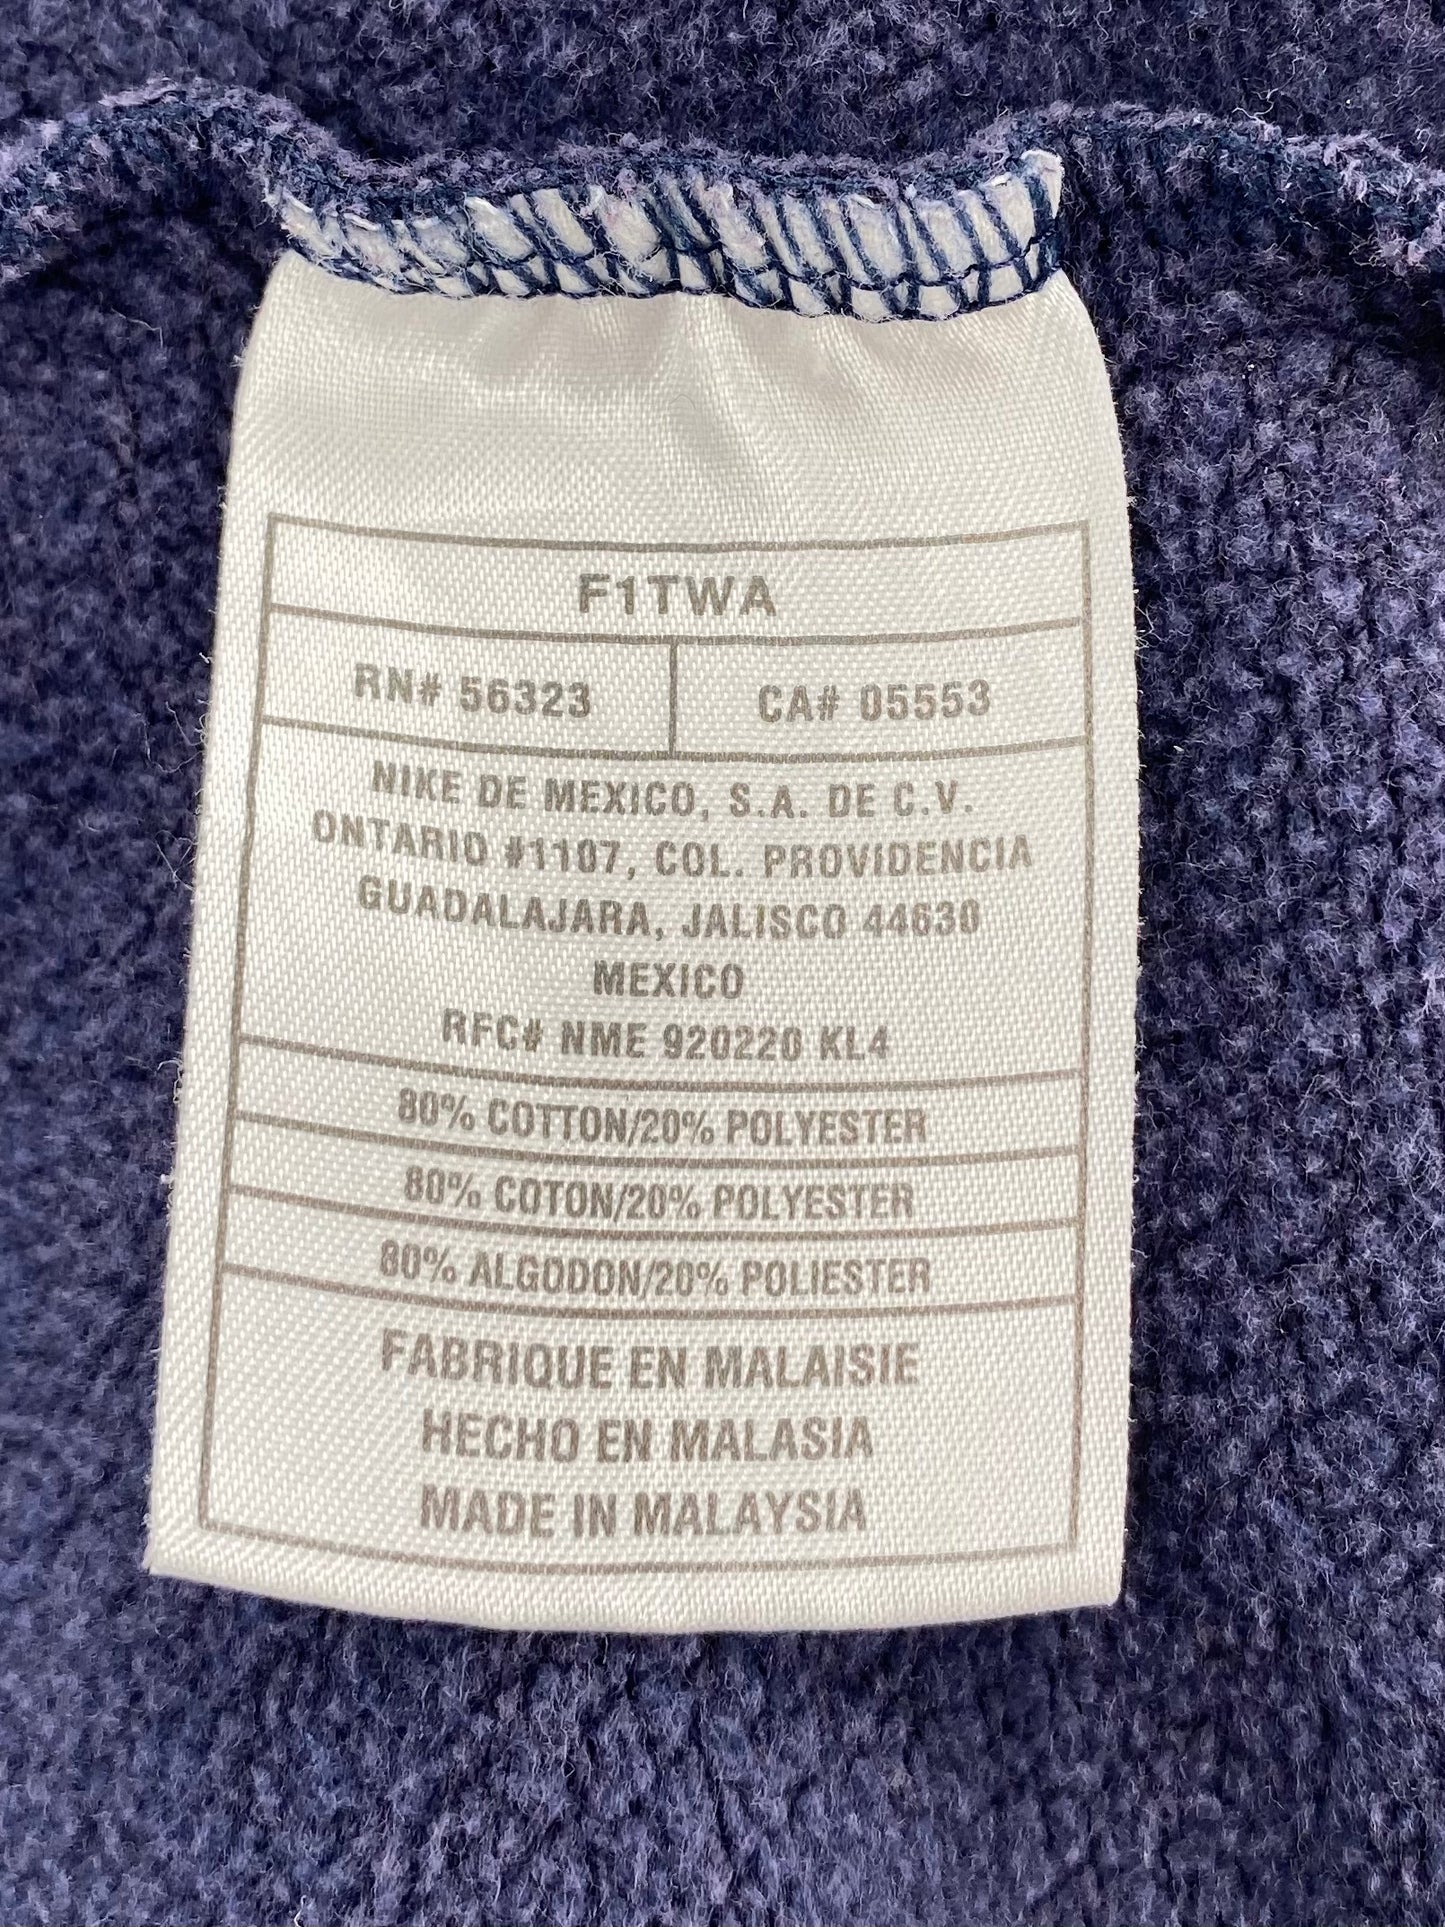 F1TWA
RN# 56323 CA# 05553
NIKE DE MEXICO, S.A. DE C.V.
ONTARIO #1107, COL. PROVIDENCIA
GUADALAJARA, JALISCO 44630
MEXICO
RFC# NME 920220 KL4
80% COTTON/20% POLYESTER
80% COTON/20% POLYESTER
80% ALGODON/20% POLIESTER
FABRIQUE EN MALAISIE
HECHO EN MALASIA
MADE IN MALAYSIA